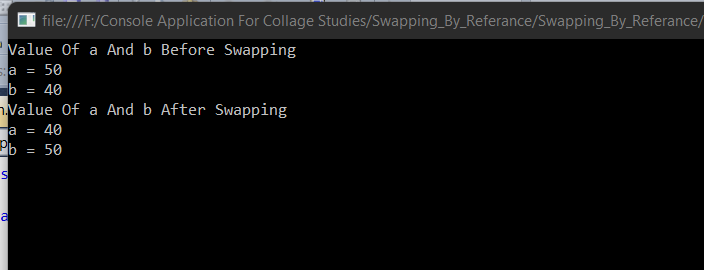 file:///F:/Console Application For Collage Studies/Swapping_By_Referance/Swapping_By_Referance/
Value Of a And b Before Swapping
a = 50
b = 40
Value Of a And b After Swapping
a = 40
b = 50